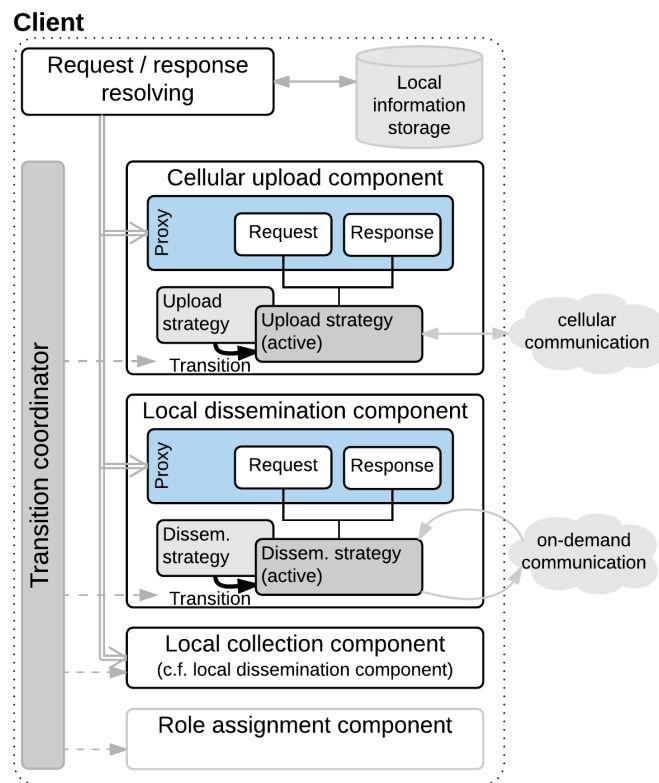 Client
Request / response
resolving
Local
information
storage
Transition coordinator
Cellular upload component
Proxy
Request
Response
Upload
strategy
Upload strategy
(active)
Transition
cellular
communication
Local dissemination component
Proxy
Request
Response
Dissem.
strategy
Dissem. strategy
(active)
Transition
on-demand
communication
Local collection component
(c.f. local dissemination component)
Role assignment component